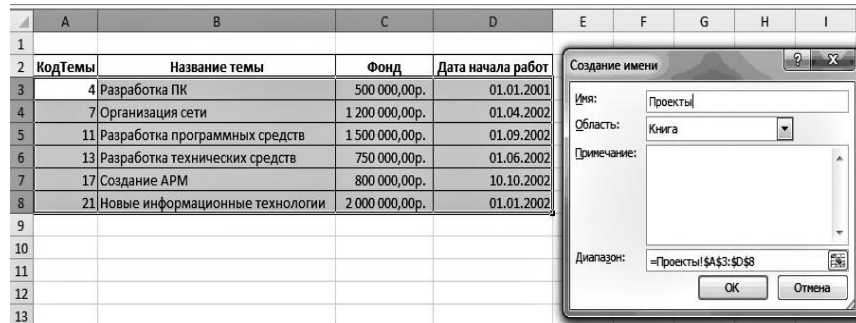 A B C D E F G H I
1
2 КодТемы Название темы Фонд Дата начала работ
3 4 Разработка ПК 500 000,00р. 01.01.2001
4 7 Организация сети 1 200 000,00р. 01.04.2002
5 11 Разработка программных средств 1 500 000,00р. 01.09.2002
6 13 Разработка технических средств 750 000,00р. 01.06.2002
7 17 Создание АРМ 800 000,00р. 10.10.2002
8 21 Новые информационные технологии 2 000 000,00р. 01.01.2002
9
10
11
12
13
Создание имени ? X
Имя: Проекты
Область: Книга
Примечание:
Диапазон: =Проекты!$A$3:$D$8
OK Отмена